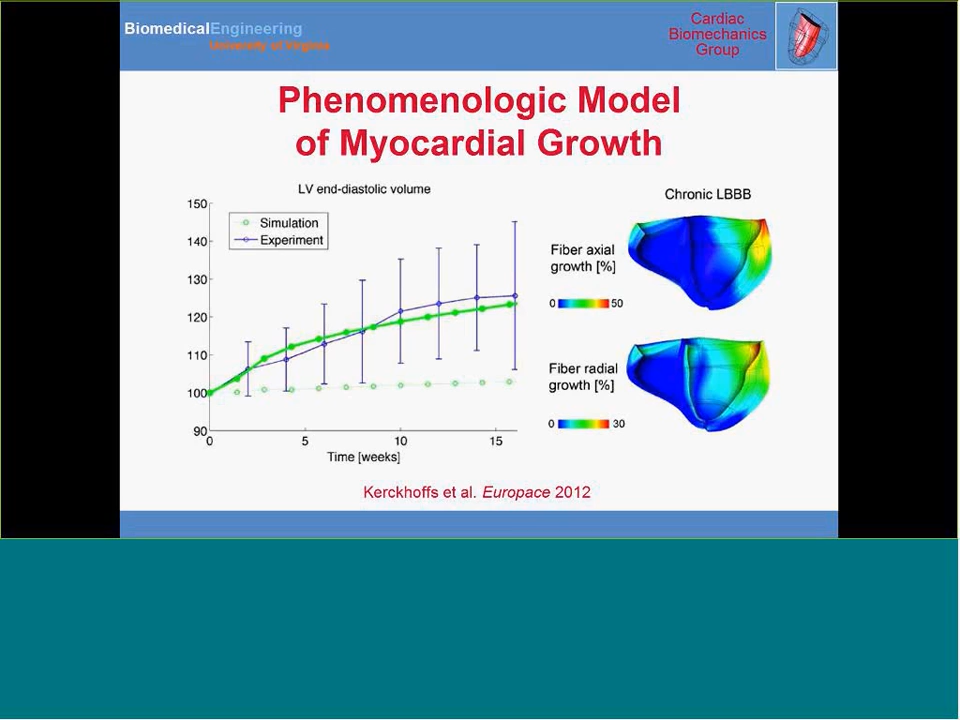 BiomedicalEngineering
University of Virginia
Cardiac
Biomechanics
Group
Phenomenologic Model
of Myocardial Growth
LV end-diastolic volume
150
140
130
120
110
100
90
0
5
10
15
Time [weeks]
Simulation
Experiment
Chronic LBBB
Fiber axial
growth [%]
0 50
Fiber radial
growth [%]
0 30
Kerckhoffs et al. Europace 2012